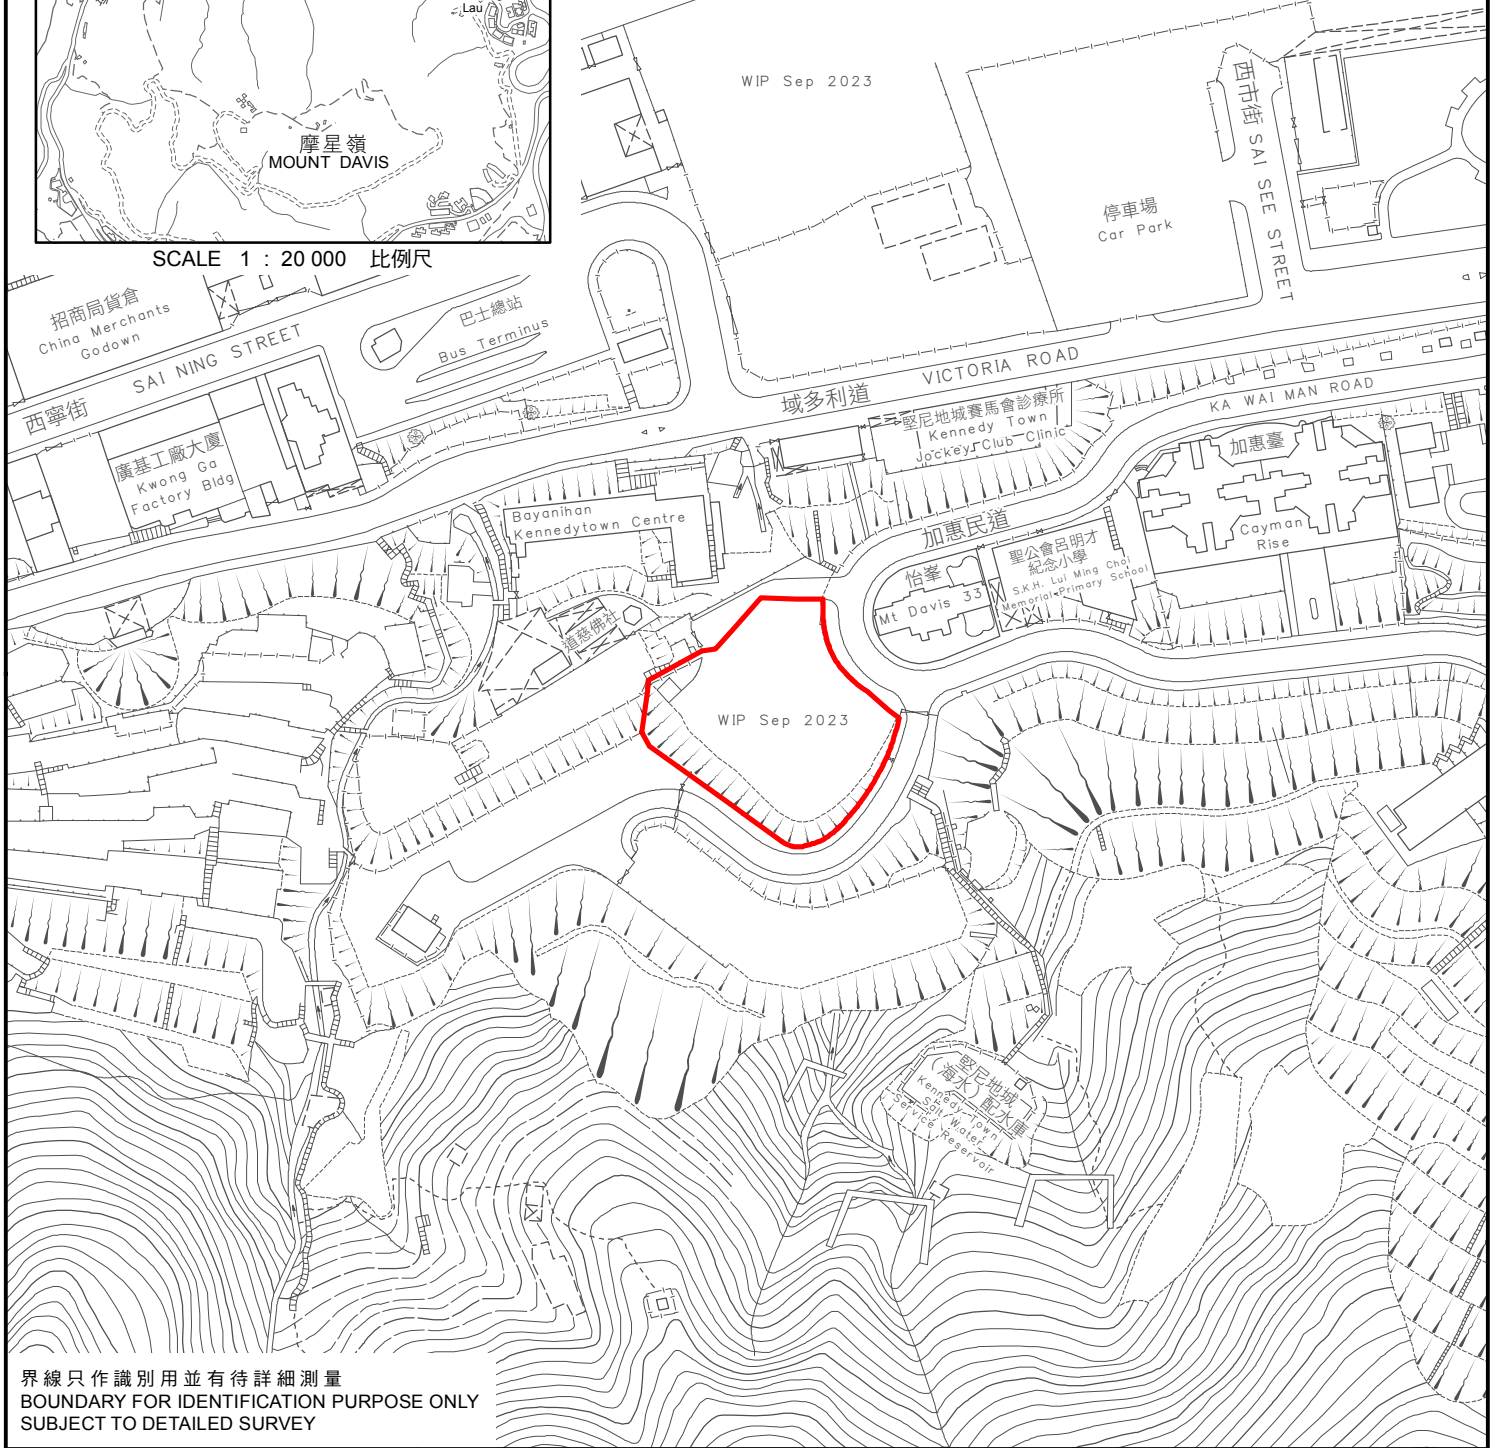 Lau
摩星嶺
MOUNT DAVIS
SCALE 1 : 20 000 比例尺
WIP Sep 2023
西市街 SAI SEE STREET
停車場
Car Park
招商局貨倉
China Merchants
Godown
SAI NING STREET
西寧街
巴士總站
Bus Terminus
域多利道 VICTORIA ROAD
KA WAI MAN ROAD
加惠民道
堅尼地城賽馬會診療所
Kennedy Town
Jockey Club Clinic
廣基工廠大廈
Kwong Ga
Factory Bldg
Bayanihan
Kennedytown Centre
加惠臺
Cayman
Rise
聖公會呂明才
紀念小學
S.K.H. Lui Ming Choi
Memorial Primary School
怡峯
Mt Davis 33
道慈佛社
WIP Sep 2023
堅尼地城
（海水）配水庫
Kennedy Town
Salt Water
Service Reservoir
界線只作識別用並有待詳細測量
BOUNDARY FOR IDENTIFICATION PURPOSE ONLY
SUBJECT TO DETAILED SURVEY